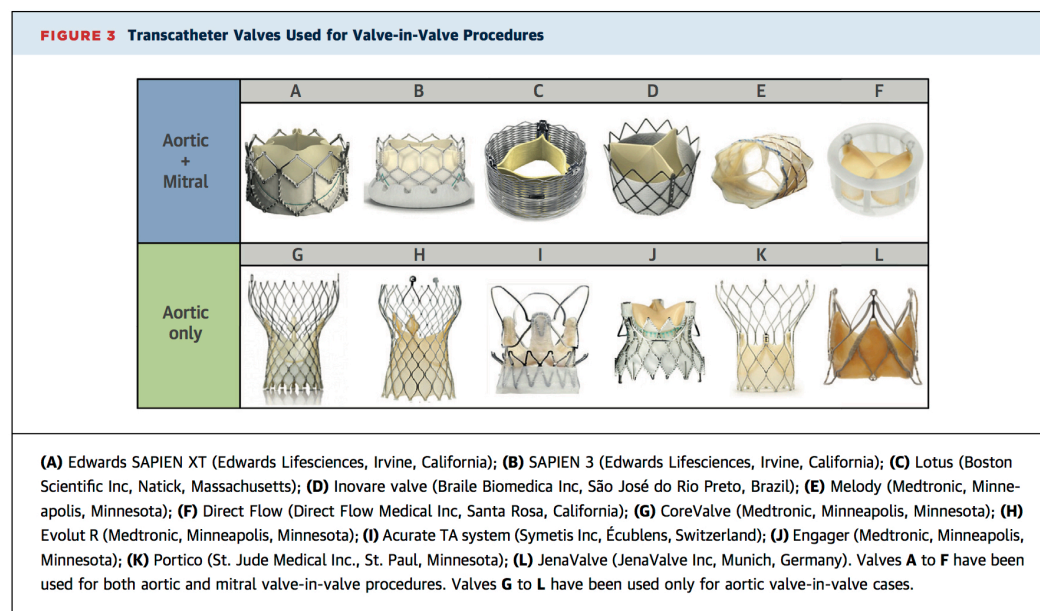 FIGURE 3 Transcatheter Valves Used for Valve-in-Valve Procedures
A B C D E F
Aortic
+
Mitral
G H I J K L
Aortic
only
(A) Edwards SAPIEN XT (Edwards Lifesciences, Irvine, California); (B) SAPIEN 3 (Edwards Lifesciences, Irvine, California); (C) Lotus (Boston
Scientific Inc, Natick, Massachusetts); (D) Inovare valve (Braile Biomedica Inc, São José do Rio Preto, Brazil); (E) Melody (Medtronic, Minne-
apolis, Minnesota); (F) Direct Flow (Direct Flow Medical Inc, Santa Rosa, California); (G) CoreValve (Medtronic, Minneapolis, Minnesota); (H)
Evolut R (Medtronic, Minneapolis, Minnesota); (I) Acurate TA system (Symetis Inc, Écublens, Switzerland); (J) Engager (Medtronic, Minneapolis,
Minnesota); (K) Portico (St. Jude Medical Inc., St. Paul, Minnesota); (L) JenaValve (JenaValve Inc, Munich, Germany). Valves A to F have been
used for both aortic and mitral valve-in-valve procedures. Valves G to L have been used only for aortic valve-in-valve cases.